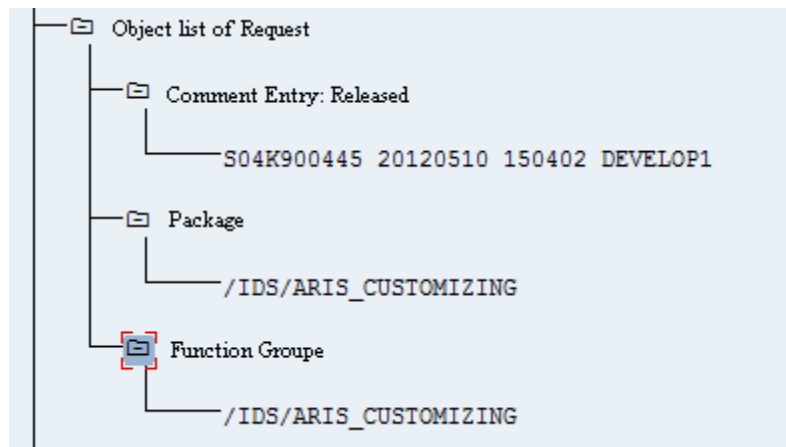 Object list of Request
Comment Entry: Released
S04K900445 20120510 150402 DEVELOP1
Package
/IDS/ARIS_CUSTOMIZING
Function Groupe
/IDS/ARIS_CUSTOMIZING